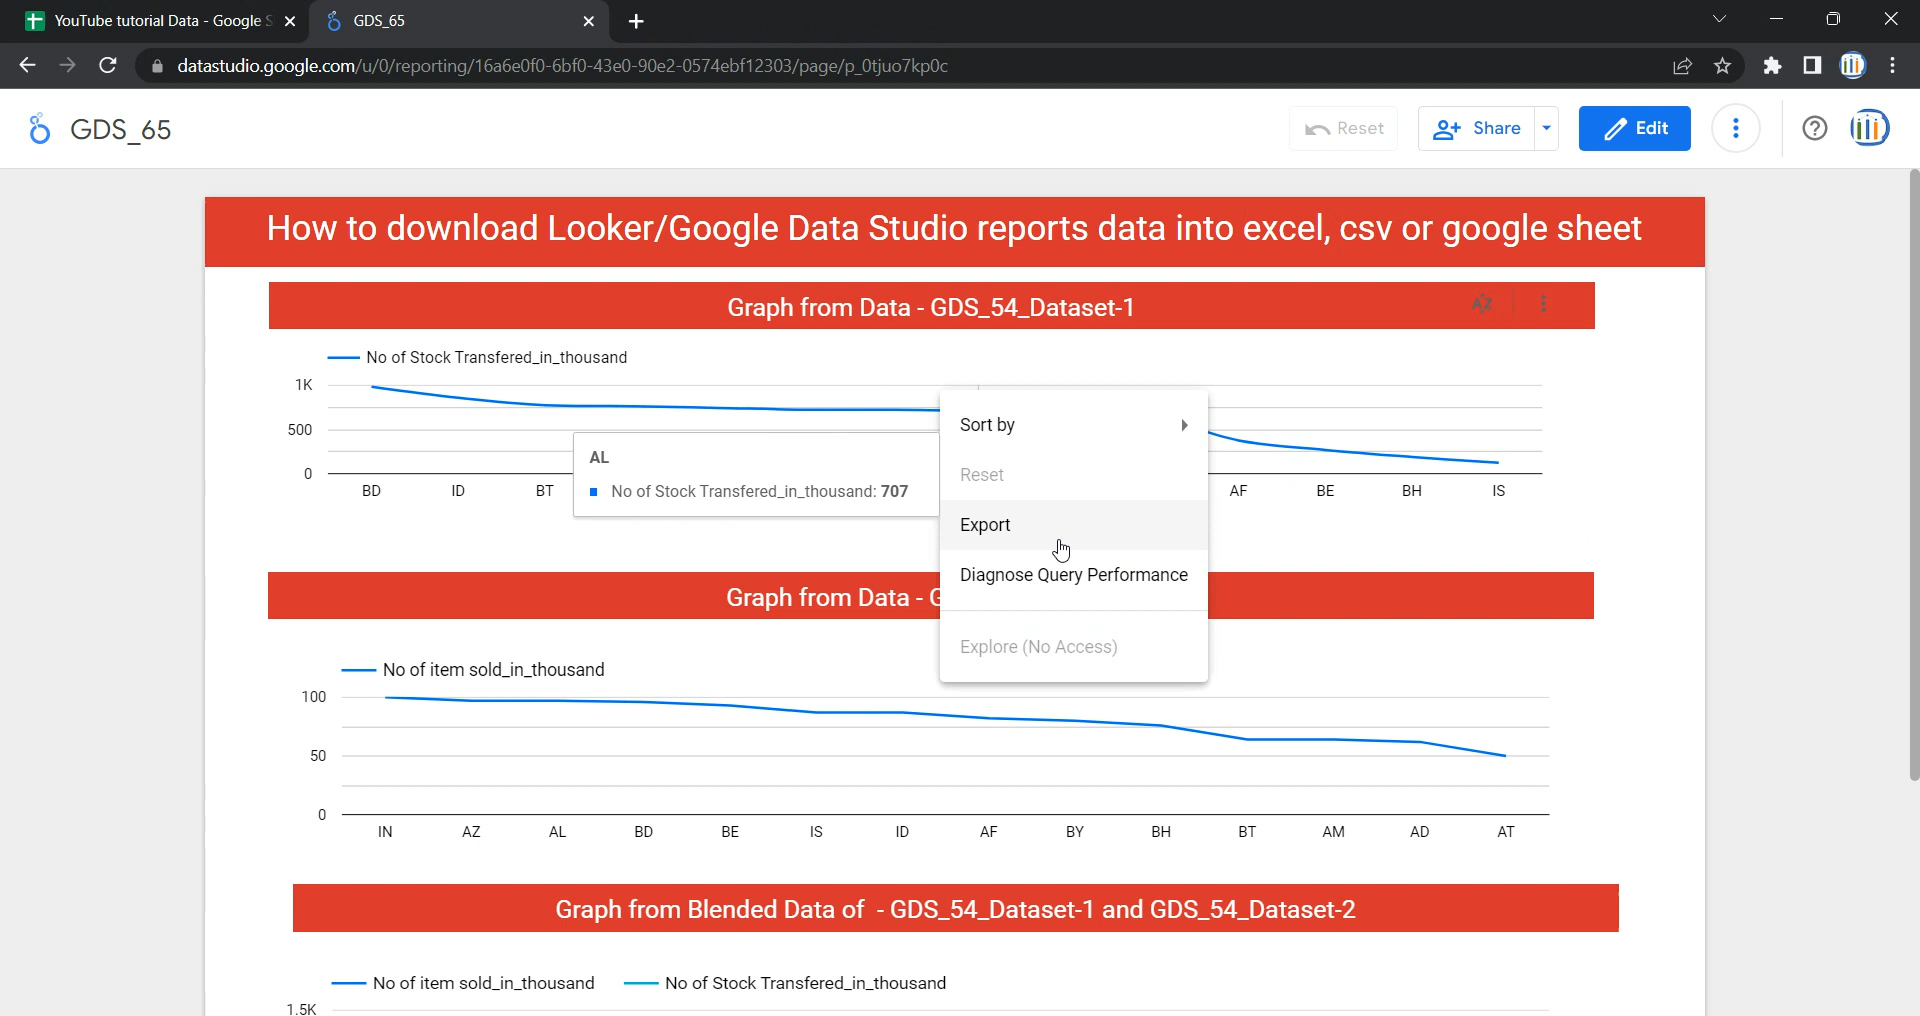 YouTube tutorial Data - Google S
GDS_65
datastudio.google.com/u/0/reporting/16a6e0f0-6bf0-43e0-90e2-0574ebf12303/page/p_0tjuo7kp0c
GDS_65
Reset
Share
Edit
How to download Looker/Google Data Studio reports data into excel, csv or google sheet
Graph from Data - GDS_54_Dataset-1
AZ
No of Stock Transfered_in_thousand
1K
500
0
BD ID BT AF BE BH IS
AL
No of Stock Transfered_in_thousand: 707
Sort by
Reset
Export
Diagnose Query Performance
Explore (No Access)
Graph from Data - G
No of item sold_in_thousand
100
50
0
IN AZ AL BD BE IS ID AF BY BH BT AM AD AT
Graph from Blended Data of - GDS_54_Dataset-1 and GDS_54_Dataset-2
No of item sold_in_thousand No of Stock Transfered_in_thousand
1.5K